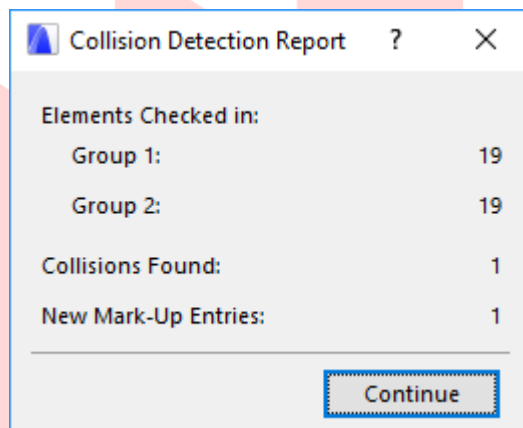 Collision Detection Report ?
Elements Checked in:
Group 1: 19
Group 2: 19
Collisions Found: 1
New Mark-Up Entries: 1
Continue